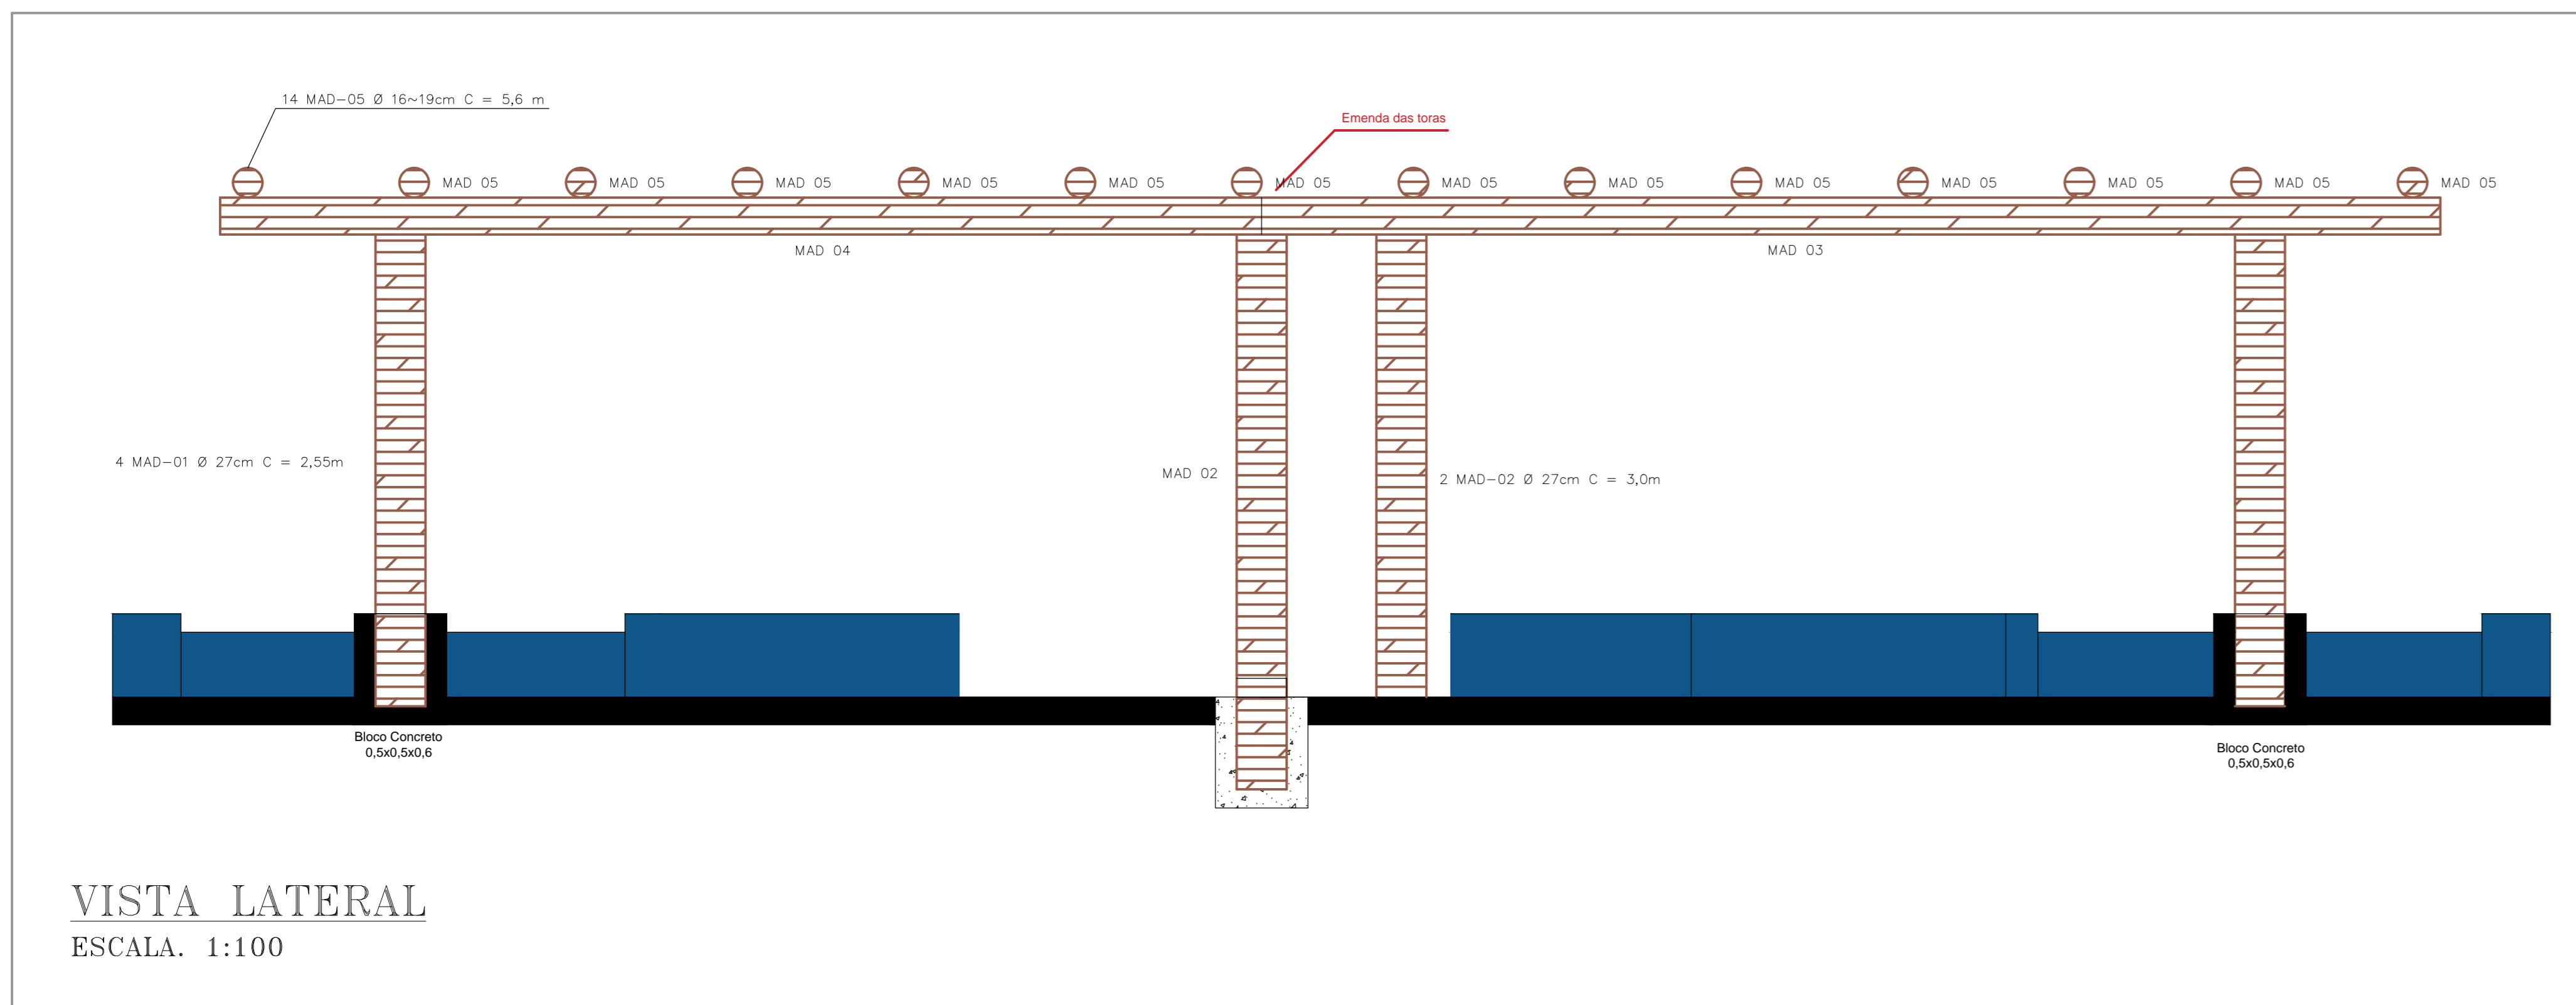 14 MAD-05 Ø 16~19cm C = 5,6 m
Emenda das toras
MAD 05
MAD 05
MAD 05
MAD 05
MAD 05
MAD 05
MAD 05
MAD 05
MAD 05
MAD 05
MAD 05
MAD 05
MAD 05
MAD 04
MAD 03
4 MAD-01 Ø 27cm C = 2,55m
MAD 02
2 MAD-02 Ø 27cm C = 3,0m
Bloco Concreto
0,5x0,5x0,6
Bloco Concreto
0,5x0,5x0,6
VISTA LATERAL
ESCALA. 1:100